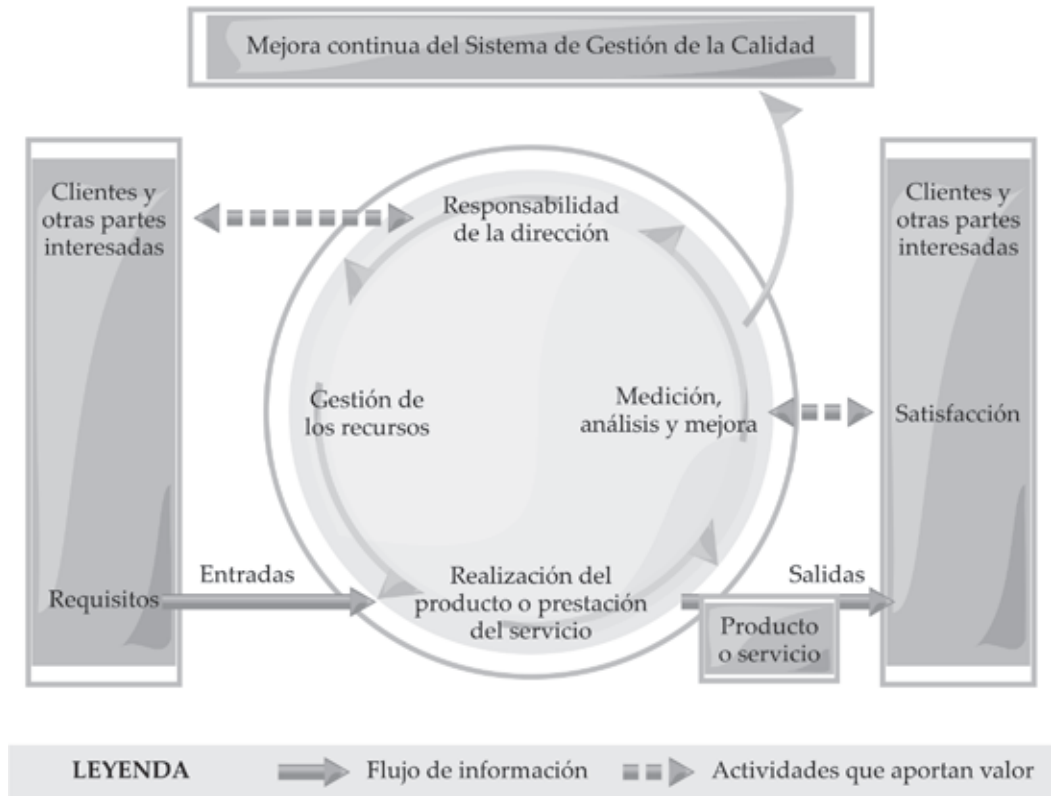 Mejora continua del Sistema de Gestión de la Calidad
Clientes y
otras partes
interesadas
Responsabilidad
de la dirección
Clientes y
otras partes
interesadas
Gestión de
los recursos
Medición,
análisis y mejora
Satisfacción
Entradas
Requisitos
Realización del
producto o prestación
del servicio
Salidas
Producto
o servicio
LEYENDA
Flujo de información
Actividades que aportan valor